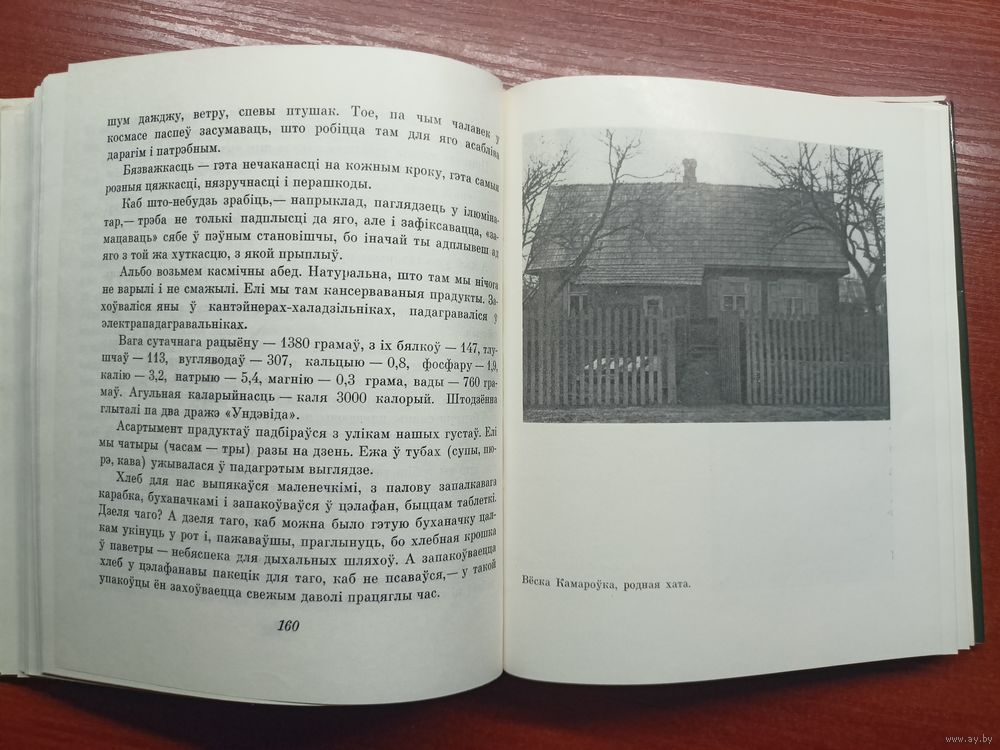 шум дажджу, ветру, спевы птушак. Тое, па чым чалавек у
космасе паспеў засумаваць, што робіцца там для яго асабліва
дарагім і патрэбным.
Бязважкасць — гэта нечаканасці на кожным кроку, гэта самыя
розныя цяжкасці, нязручнасці і перашкоды.
Каб што-небудзь зрабіць,— напрыклад, паглядзець у ілюміна-
тар,— трэба не толькі падплысці да яго, але і зафіксавацца, «за-
мацаваць» сябе ў пэўным становішчы, бо іначай ты адплывеш ад
яго з той жа хуткасцю, з якой прыплыў.
Альбо возьмем касмічны абед. Натуральна, што там мы нічога
не варылі і не смажылі. Елі мы там кансерваваныя прадукты. За-
хоўваліся яны ў кантэйнерах-халадзільніках, падаграваліся ў
электрападагравальніках.
Вага сутачнага рацыёну — 1380 грамаў, з іх бялкоў — 147, тлу-
шчаў — 113, вугляводаў — 307, кальцыю — 0,8, фосфару — 1,9,
калію — 3,2, натрыю — 5,4, магнію — 0,3 грама, вады — 760 гра-
маў. Агульная каларыйнасць — каля 3000 калорый. Штодзённа
глыталі па два дражэ «Ундэвіда».
Асартымент прадуктаў падбіраўся з улікам нашых густаў. Елі
мы чатыры (часам — тры) разы на дзень. Ежа ў тубах (супы, пю-
рэ, кава) ужывалася ў падагрэтым выглядзе.
Хлеб для нас выпякаўся маленечкімі, з палову запалкавага
карабка, буханачкамі і запакоўваўся ў цэлафан, быццам таблеткі.
Дзеля чаго? А дзеля таго, каб можна было гэтую буханачку цал-
кам укінуць у рот і, пажаваўшы, праглынуць, бо хлебная крошка
ў паветры — небяспека для дыхальных шляхоў. А запакоўваецца
хлеб у цэлафанавы пакецік для таго, каб не псаваўся,— у такой
упакоўцы ён захоўваецца свежым даволі працяглы час.
160
Вёска Камароўка, родная хата.
www.ay.by